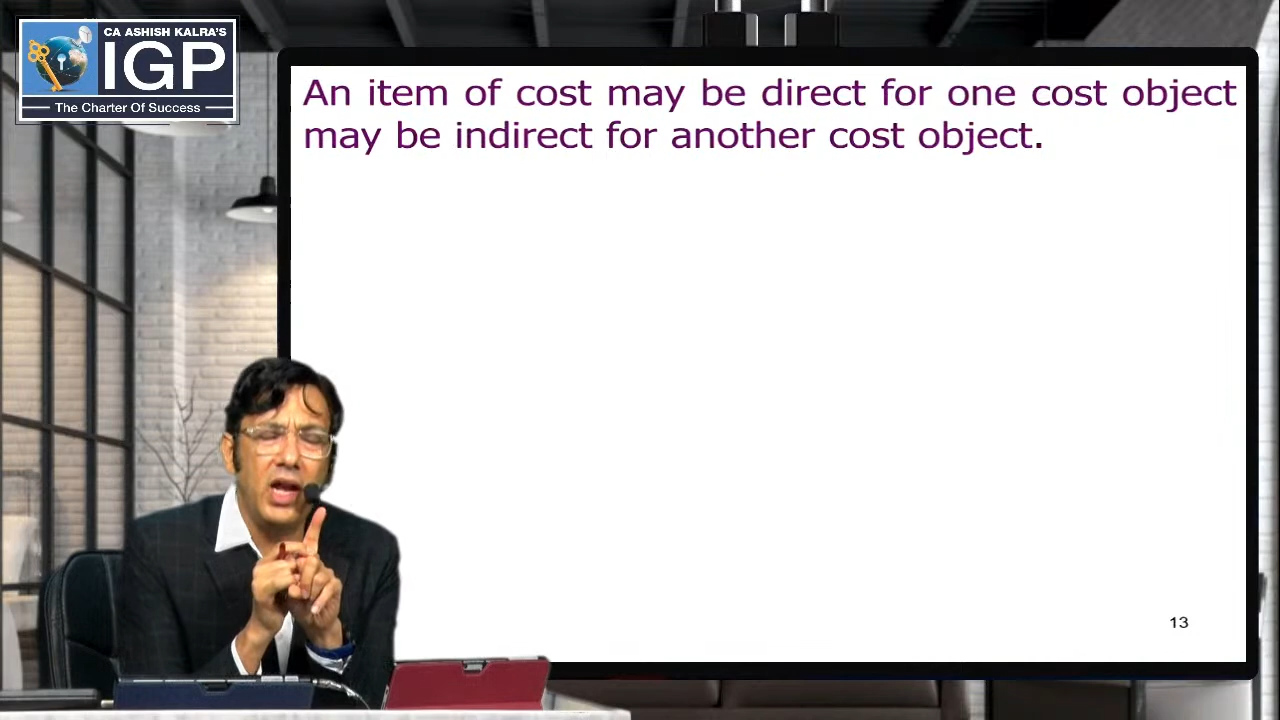 CA ASHISH KALRA'S
IGP
The Charter Of Success
An item of cost may be direct for one cost object
may be indirect for another cost object.
13